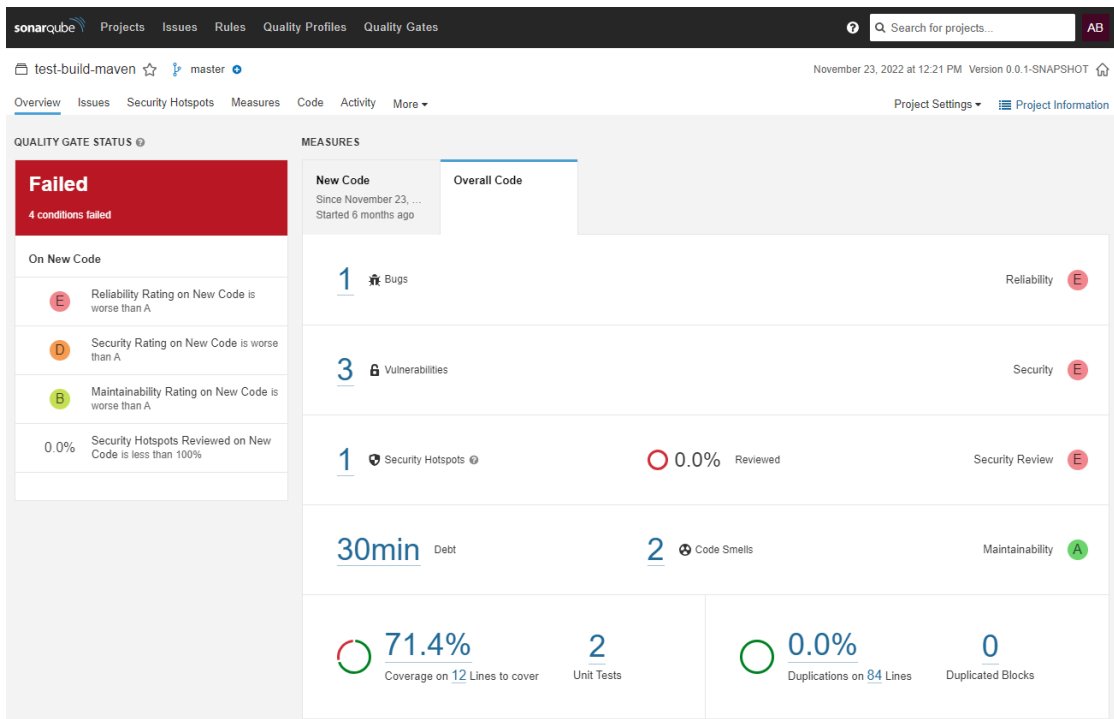 sonarqube Projects Issues Rules Quality Profiles Quality Gates ? Search for projects... AB
test-build-maven master November 23, 2022 at 12:21 PM Version 0.0.1-SNAPSHOT
Overview Issues Security Hotspots Measures Code Activity More Project Settings Project Information
QUALITY GATE STATUS ?
Failed
4 conditions failed
On New Code
E Reliability Rating on New Code is
worse than A
D Security Rating on New Code is worse
than A
B Maintainability Rating on New Code is
worse than A
0.0% Security Hotspots Reviewed on New
Code is less than 100%
MEASURES
New Code
Since November 23, ...
Started 6 months ago
Overall Code
1 Bugs Reliability E
3 Vulnerabilities Security E
1 Security Hotspots ? 0.0% Reviewed Security Review E
30min Debt 2 Code Smells Maintainability A
71.4%
Coverage on 12 Lines to cover
2
Unit Tests
0.0%
Duplications on 84 Lines
0
Duplicated Blocks